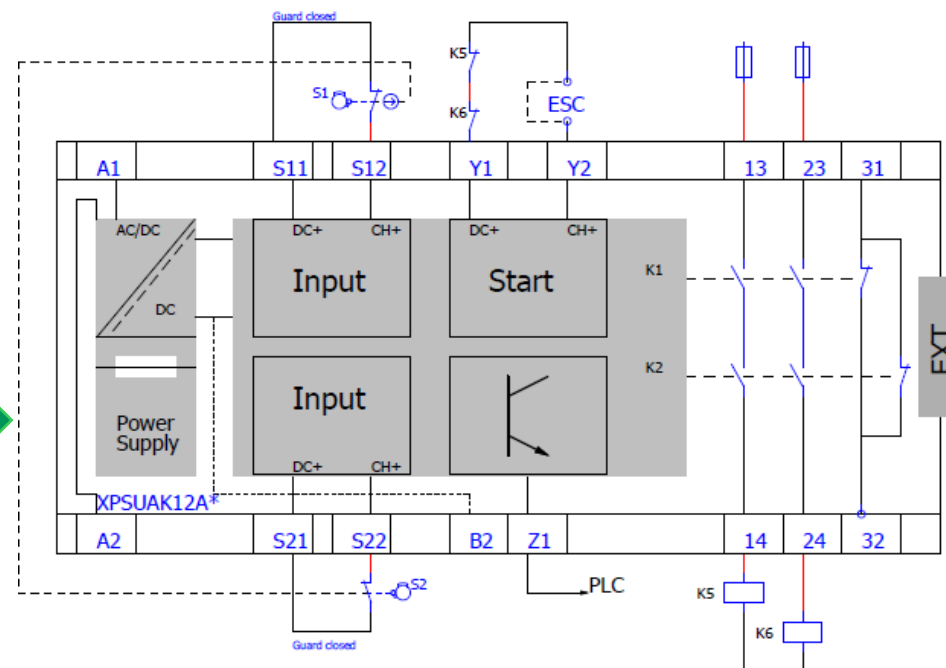 Guard closed
K5
S1
K6
ESC
A1
S11
S12
Y1
Y2
13
23
31
AC/DC
DC+
CH+
DC+
CH+
Input
Start
K1
DC
EXT
K2
Input
Power
Supply
DC+
CH+
XPSUAK12A*
A2
S21
S22
B2
Z1
14
24
32
S2
PLC
K5
Guard closed
K6